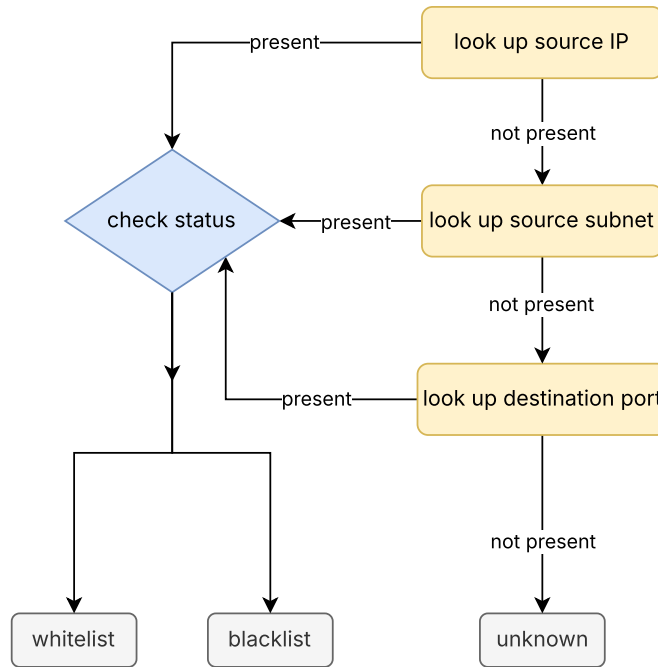 present
look up source IP
not present
check status
present
look up source subnet
not present
present
look up destination port
not present
whitelist
blacklist
unknown